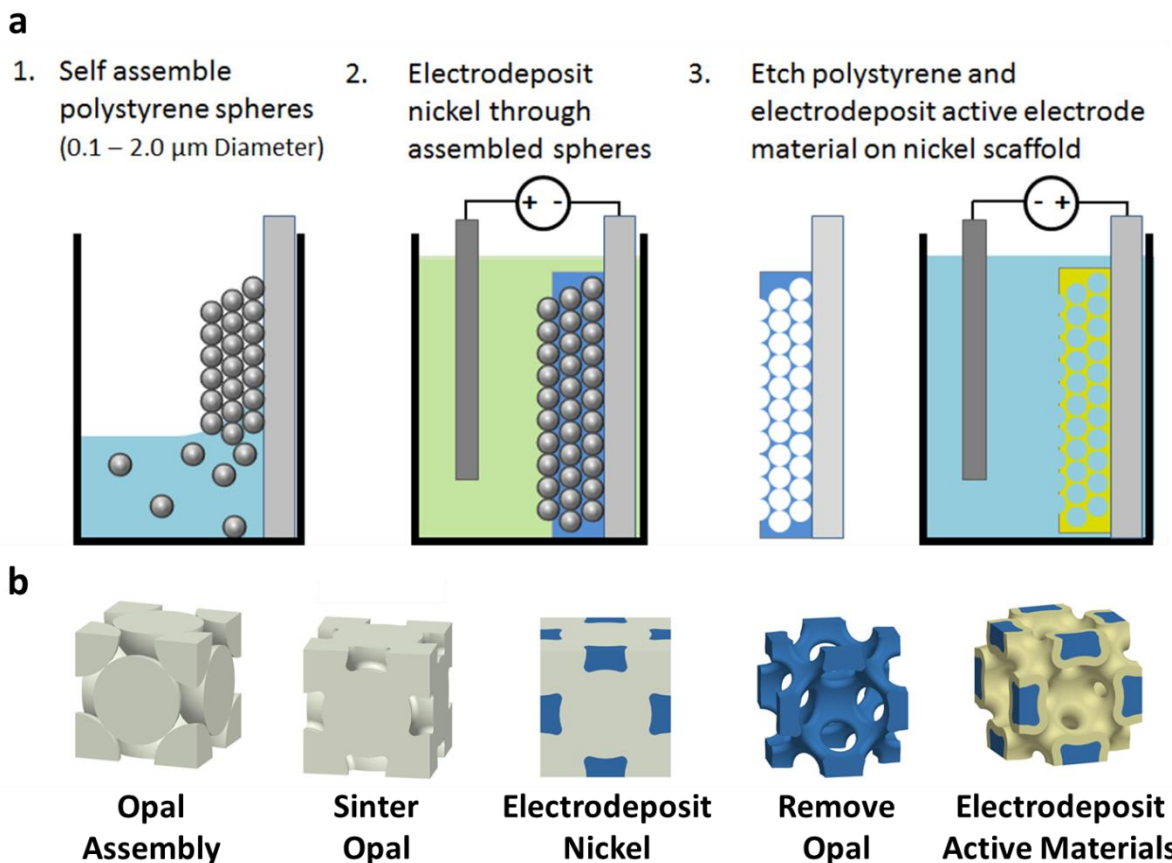 a
1. Self assemble
polystyrene spheres
(0.1 – 2.0 µm Diameter)
2. Electrodeposit
nickel through
assembled spheres
3. Etch polystyrene and
electrodeposit active electrode
material on nickel scaffold
+ -
- +
b
Opal
Assembly
Sinter
Opal
Electrodeposit
Nickel
Remove
Opal
Electrodeposit
Active Materials